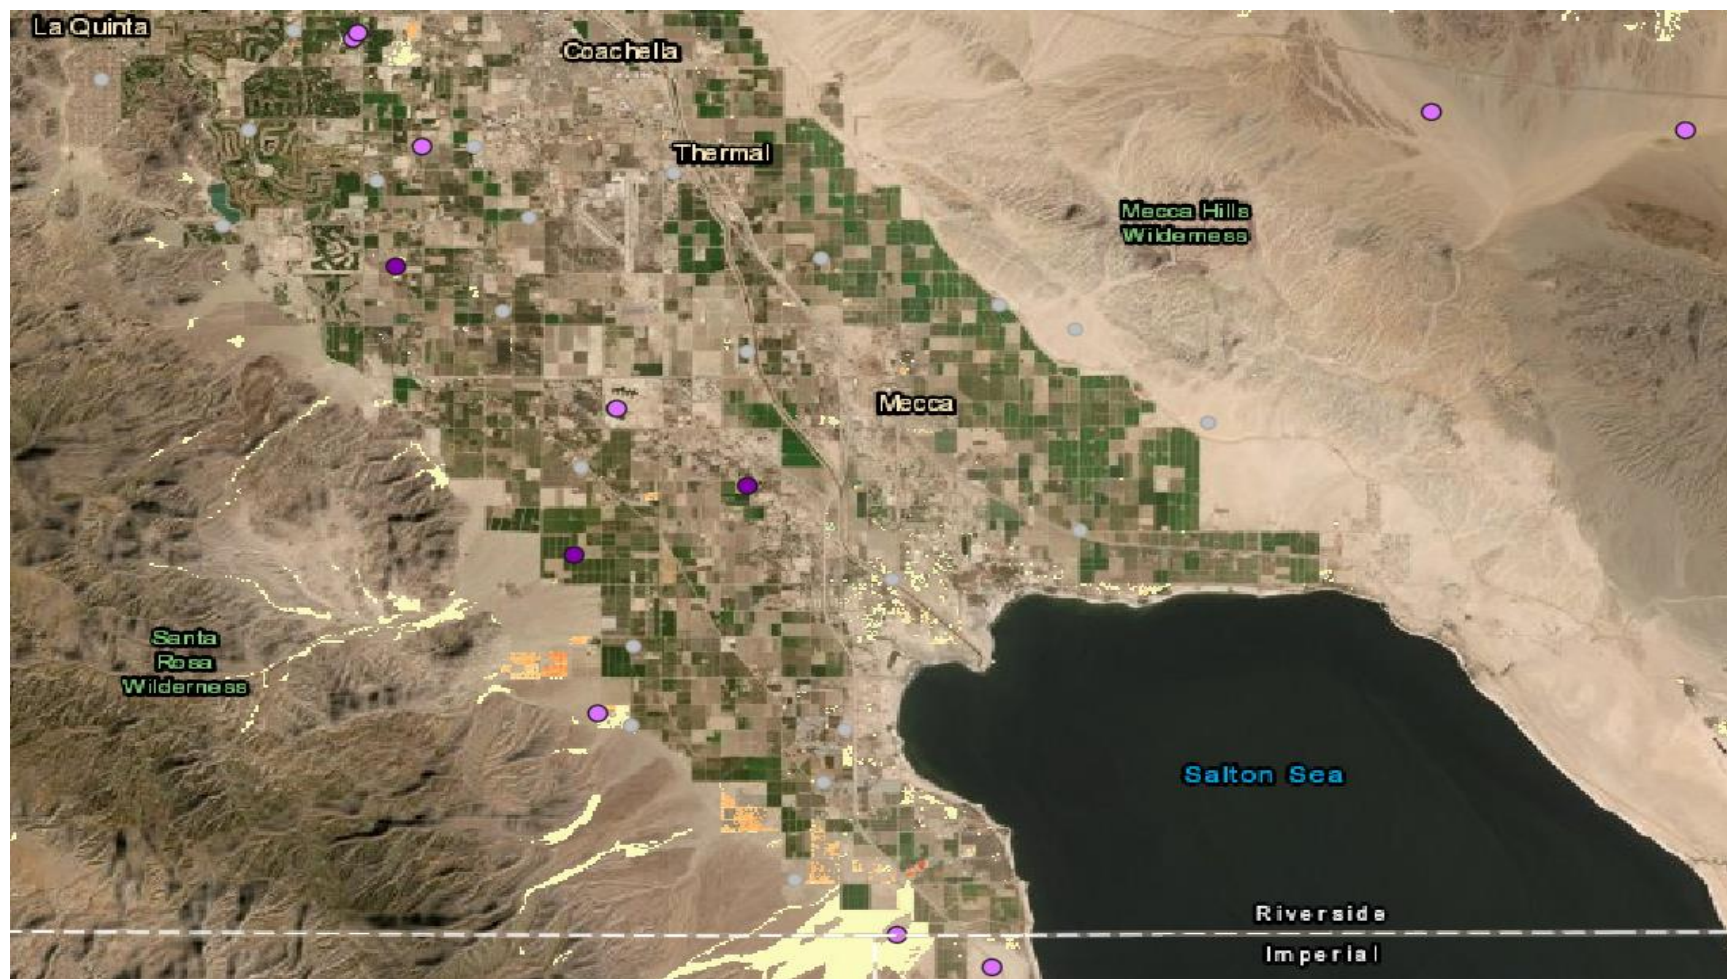 La Quinta
Coachella
Thermal
Mecca Hills
Wilderness
Mecca
Santa
Rosa
Wilderness
Salton Sea
Riverside
Imperial